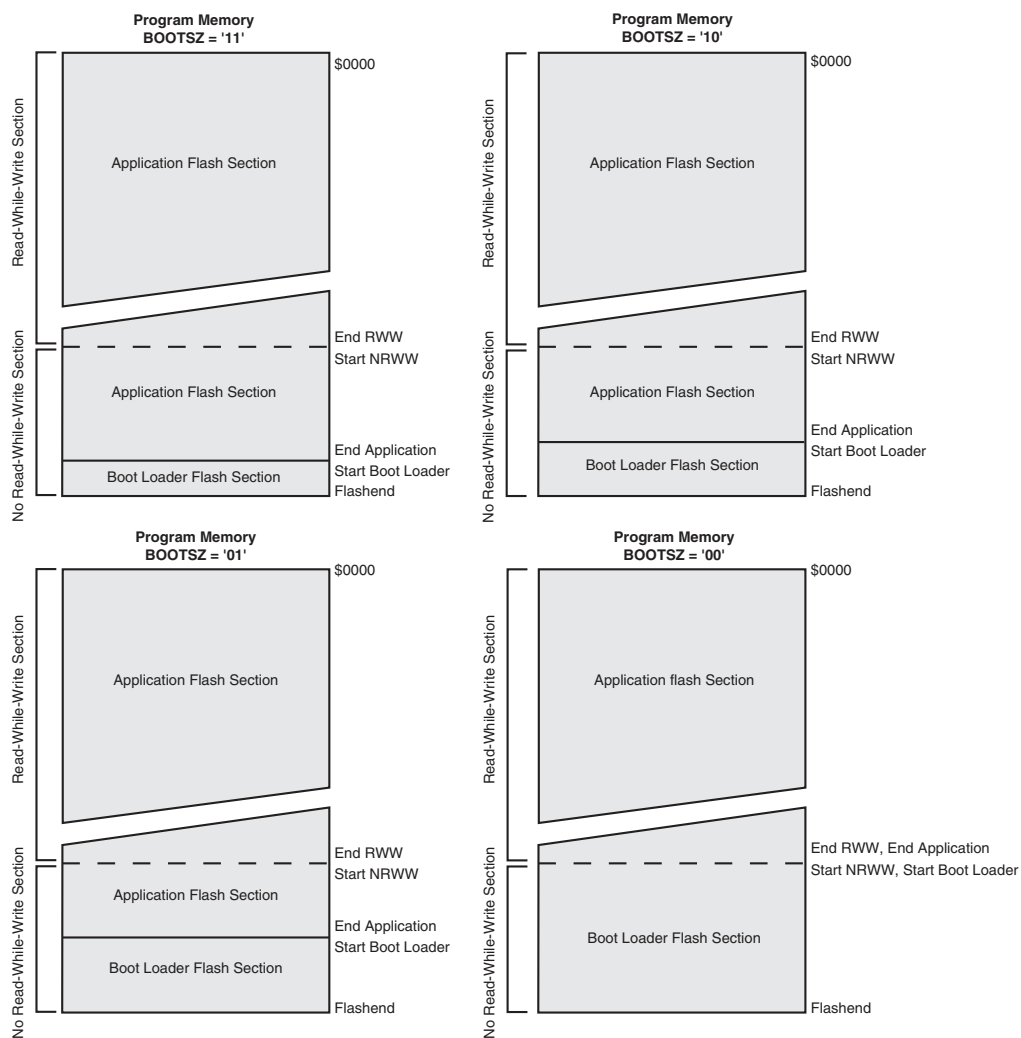 Program Memory
BOOTSZ = '11'
$0000
Read-While-Write Section
Application Flash Section
End RWW
Start NRWW
No Read-While-Write Section
Application Flash Section
End Application
Start Boot Loader
Boot Loader Flash Section
Flashend
Program Memory
BOOTSZ = '10'
$0000
Read-While-Write Section
Application Flash Section
End RWW
Start NRWW
No Read-While-Write Section
Application Flash Section
End Application
Start Boot Loader
Boot Loader Flash Section
Flashend
Program Memory
BOOTSZ = '01'
$0000
Read-While-Write Section
Application Flash Section
End RWW
Start NRWW
No Read-While-Write Section
Application Flash Section
End Application
Start Boot Loader
Boot Loader Flash Section
Flashend
Program Memory
BOOTSZ = '00'
$0000
Read-While-Write Section
Application flash Section
End RWW, End Application
Start NRWW, Start Boot Loader
No Read-While-Write Section
Boot Loader Flash Section
Flashend